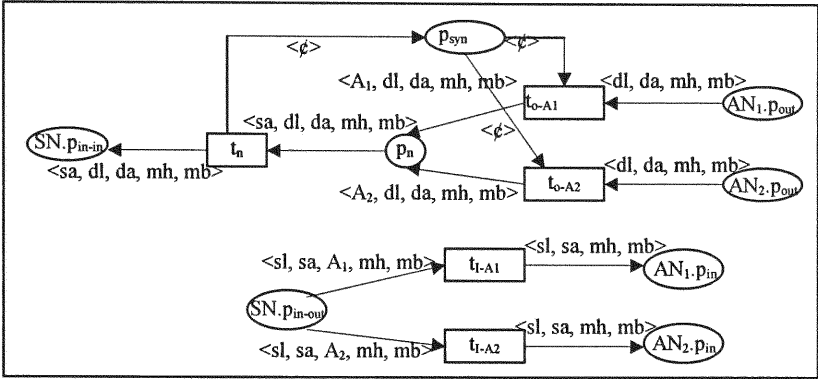 p_syn
<¢>
<¢>
<A₁, dl, da, mh, mb>
<dl, da, mh, mb>
t_o-A1
AN₁.p_out
<sa, dl, da, mh, mb>
<¢>
SN.p_in-in
t_n
p_n
<dl, da, mh, mb>
<sa, dl, da, mh, mb>
t_o-A2
AN₂.p_out
<A₂, dl, da, mh, mb>
<sl, sa, A₁, mh, mb>
t_I-A1
<sl, sa, mh, mb>
AN₁.p_in
SN.p_in-out
<sl, sa, A₂, mh, mb>
t_I-A2
<sl, sa, mh, mb>
AN₂.p_in